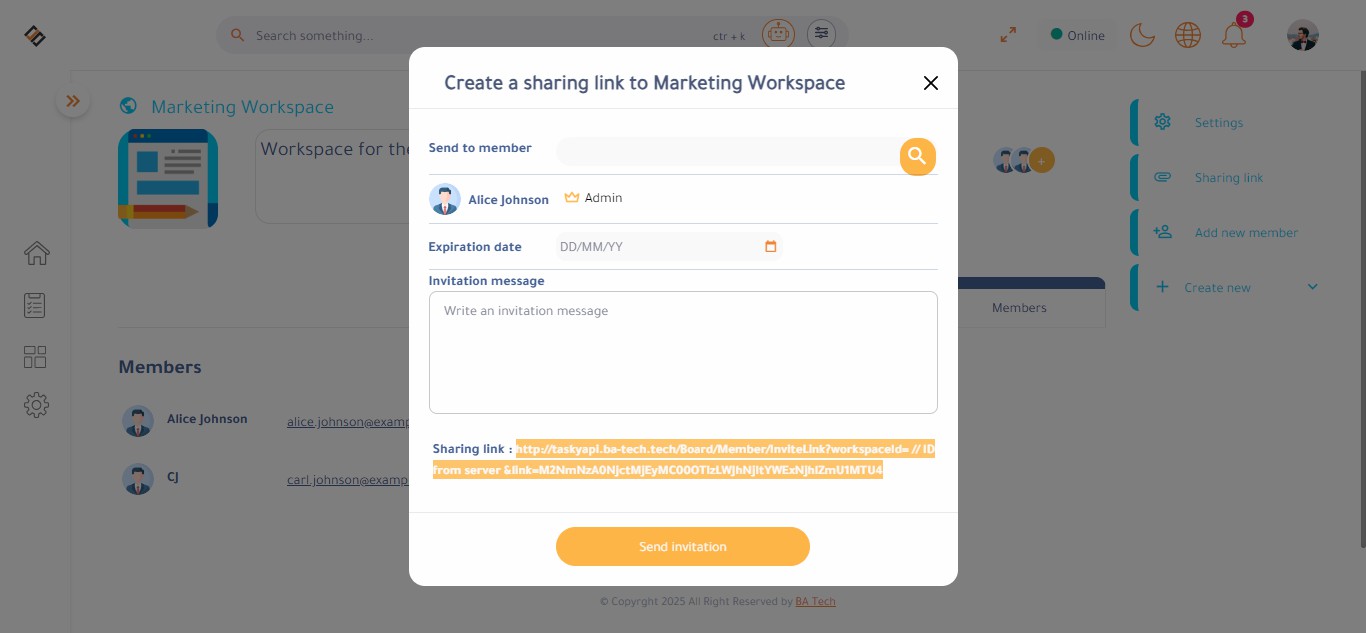 Search something...
ctr + k
Online
3
Create a sharing link to Marketing Workspace
Marketing Workspace
Workspace for the
Settings
Sharing link
Add new member
Create new
Send to member
Alice Johnson
Admin
Expiration date
DD/MM/YY
Invitation message
Write an invitation message
Members
Members
Alice Johnson
alice.johnson@examp
CJ
carl.johnson@examp
Sharing link : http://taskyapi.ba-tech.tech/Board/Member/InviteLink?workspaceId= // ID
from server &link=
Send invitation
© Copyrght 2025 All Right Reserved by BA Tech